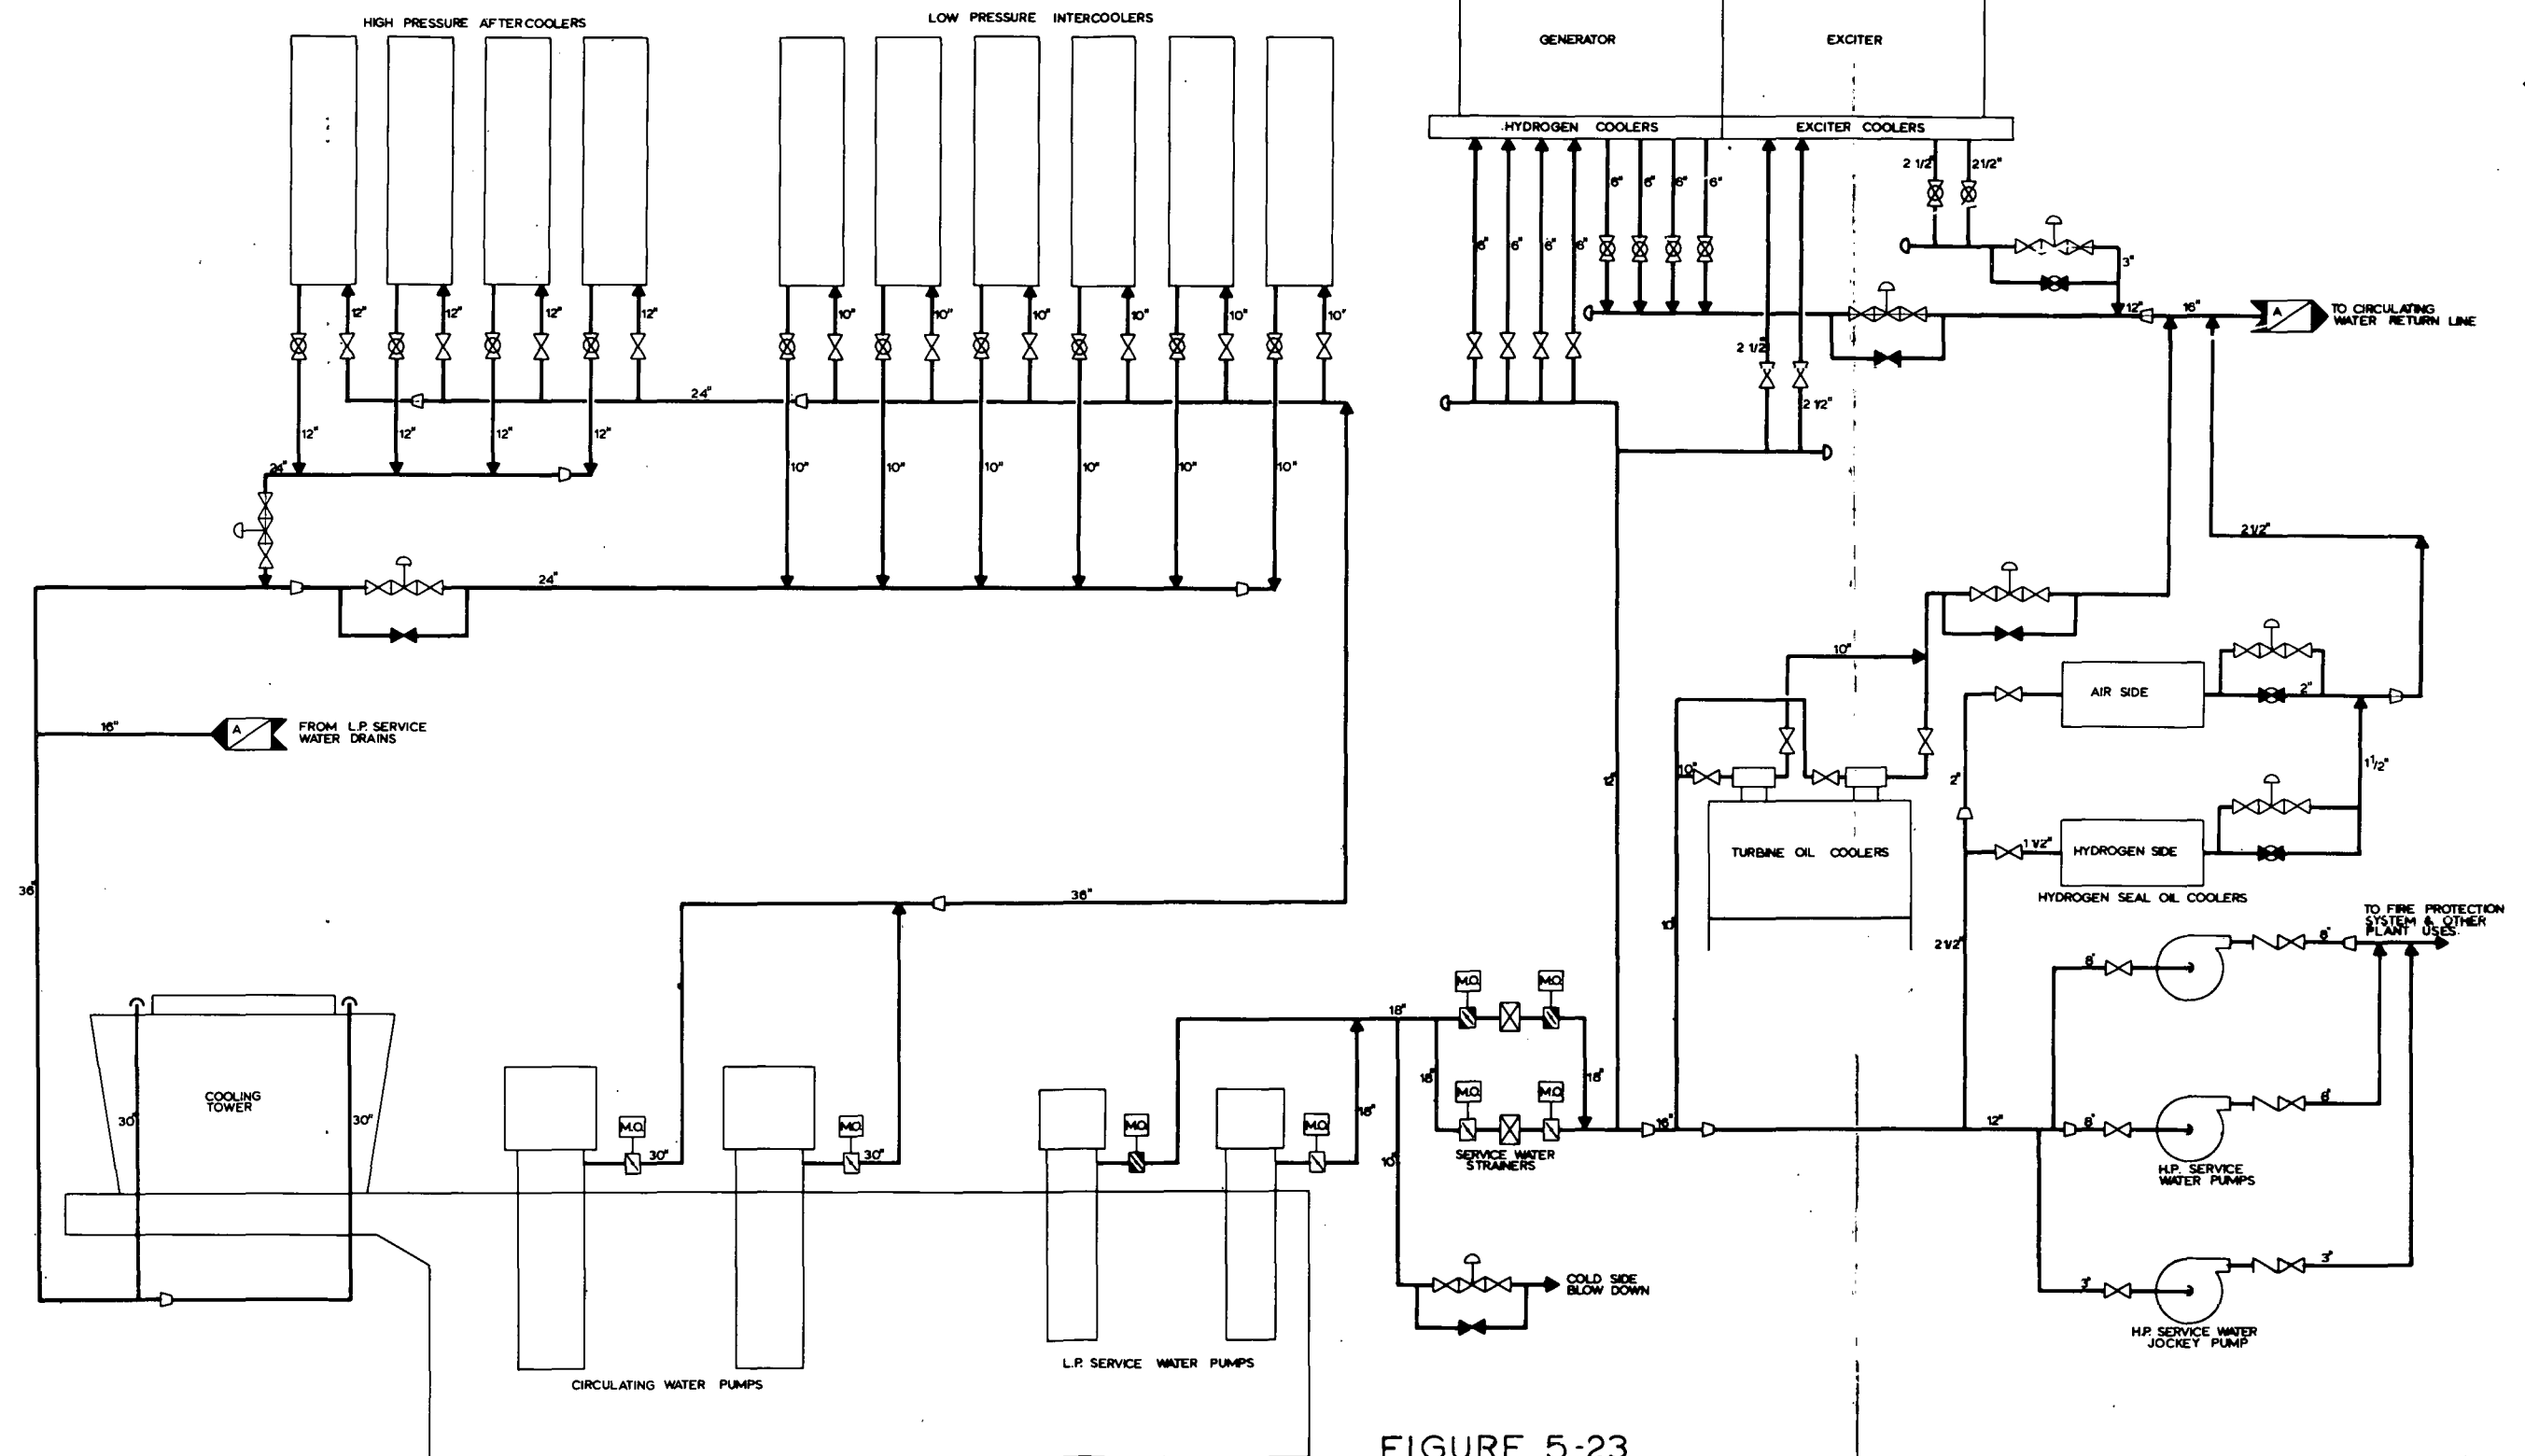 HIGH PRESSURE AFTERCOOLERS
LOW PRESSURE INTERCOOLERS
GENERATOR
EXCITER
HYDROGEN COOLERS
EXCITER COOLERS
2 1/2"
2 1/2"
6"
6"
6"
6"
6"
6"
6"
6"
3"
12"
12"
12"
12"
10"
10"
10"
10"
10"
10"
12"
16"
A
TO CIRCULATING
WATER RETURN LINE
2 1/2"
2 1/2"
24"
12"
12"
12"
12"
24"
10"
10"
10"
10"
10"
10"
24"
2 1/2"
10"
16"
A
FROM L.P. SERVICE
WATER DRAINS
AIR SIDE
2"
10"
12"
2"
1 1/2"
TURBINE OIL COOLERS
1 1/2"
HYDROGEN SIDE
HYDROGEN SEAL OIL COOLERS
36"
36"
10"
2 1/2"
TO FIRE PROTECTION
SYSTEM & OTHER
PLANT USES
8"
8"
M.O.
M.O.
18"
COOLING
TOWER
30"
30"
M.O.
30"
M.O.
30"
M.O.
M.O.
18"
18"
M.O.
M.O.
18"
16"
12"
8"
8"
SERVICE WATER
STRAINERS
10"
H.P. SERVICE
WATER PUMPS
COLD SIDE
BLOW DOWN
3"
3"
H.P. SERVICE WATER
JOCKEY PUMP
L.P. SERVICE WATER PUMPS
CIRCULATING WATER PUMPS
FIGURE 5-23